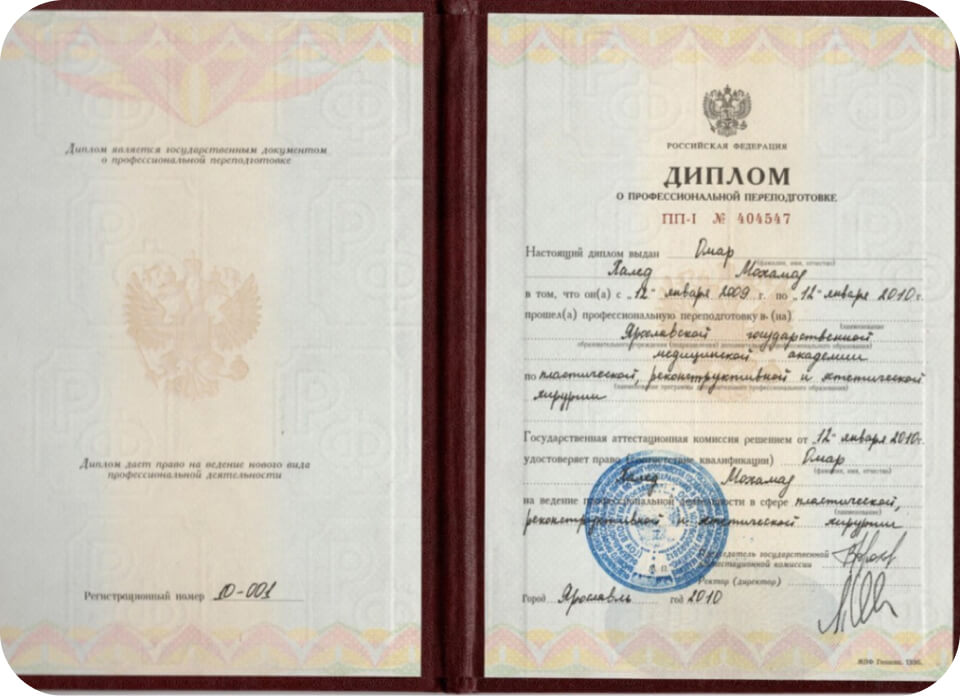 Диплом является государственным документом
о профессиональной переподготовке
Диплом дает право на ведение нового вида
профессиональной деятельности
Регистрационный номер 10-001
РОССИЙСКАЯ ФЕДЕРАЦИЯ
ДИПЛОМ
О ПРОФЕССИОНАЛЬНОЙ ПЕРЕПОДГОТОВКЕ
ПП-I № 404547
Настоящий диплом выдан Омар
(фамилия, имя, отчество)
Халед Мохамад
в том, что он(а) с „12“ января 2009 г. по „12“ января 2010 г.
прошел(а) профессиональную переподготовку в (на)
(наименование
Ярославской государственной
образовательного учреждения (подразделения) дополнительного профессионального образования)
медицинской академии
по пластической, реконструктивной и эстетической
(наименование программы дополнительного профессионального образования)
хирургии
Государственная аттестационная комиссия решением от „12“ января 2010 г.
удостоверяет право (соответствие квалификации) Омар
(фамилия, имя, отчество)
Халед Мохамад
на ведение профессиональной деятельности в сфере пластической,
(наименование)
реконструктивной и эстетической хирургии
Председатель государственной
аттестационной комиссии
Ректор (директор)
Город Ярославль год 2010
МПФ Гознака. 1996.